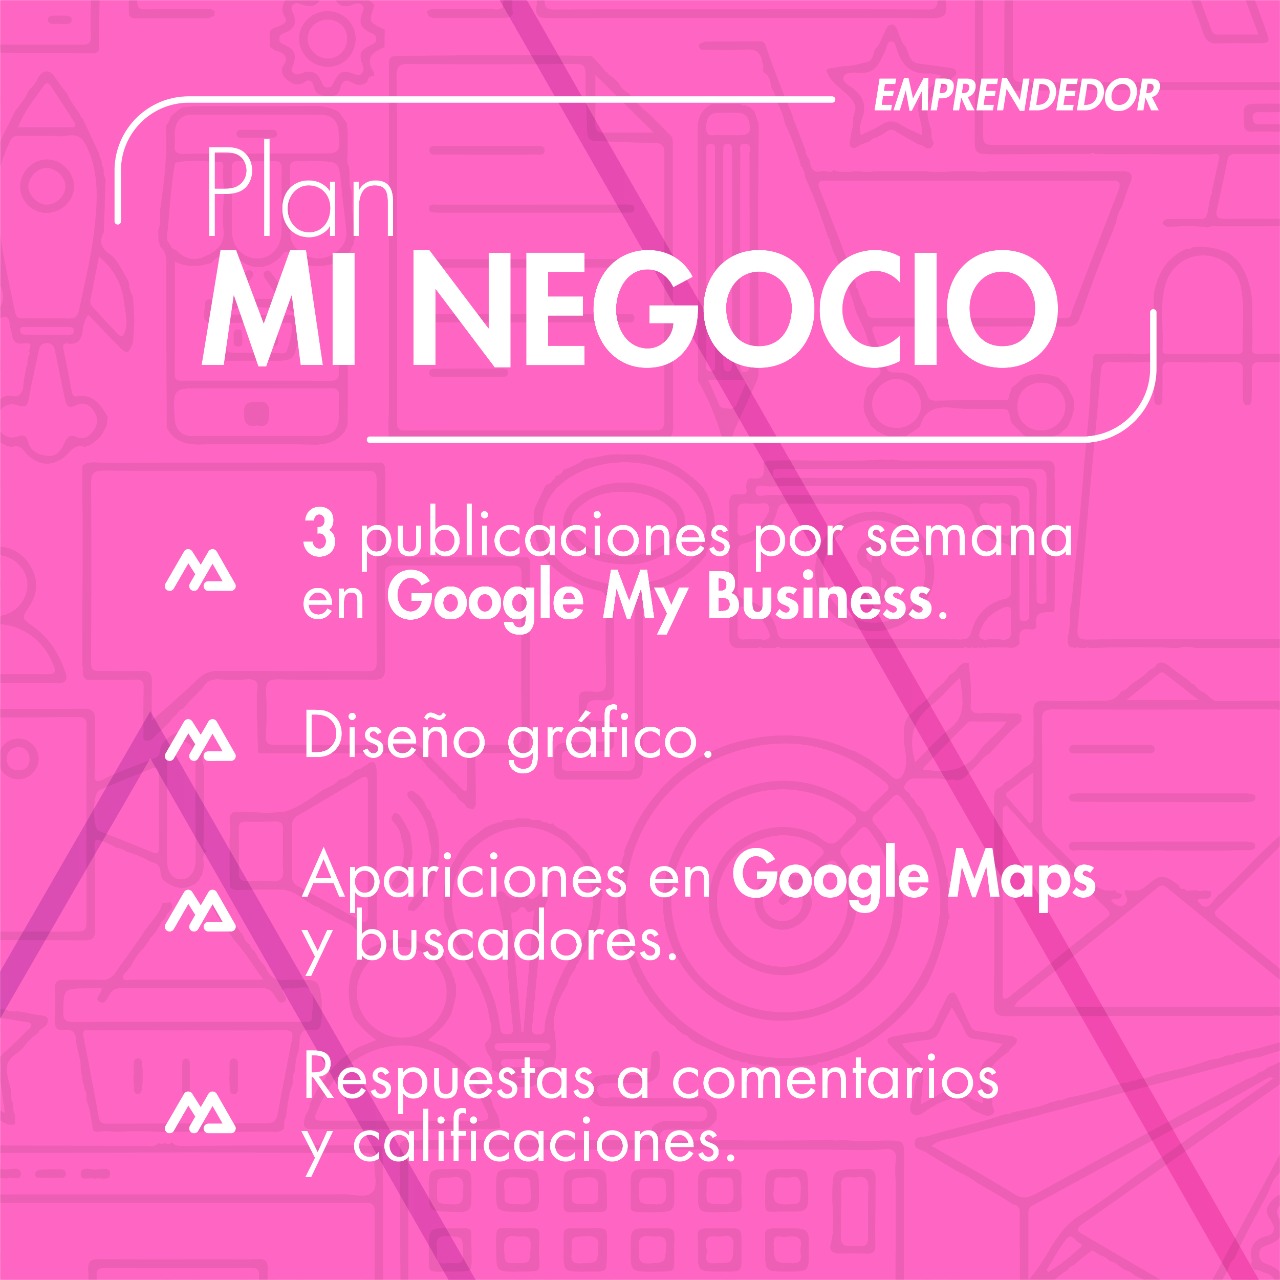 EMPRENDEDOR
Plan
MI NEGOCIO
3 publicaciones por semana
en Google My Business.
Diseño gráfico.
Apariciones en Google Maps
y buscadores.
Respuestas a comentarios
y calificaciones.